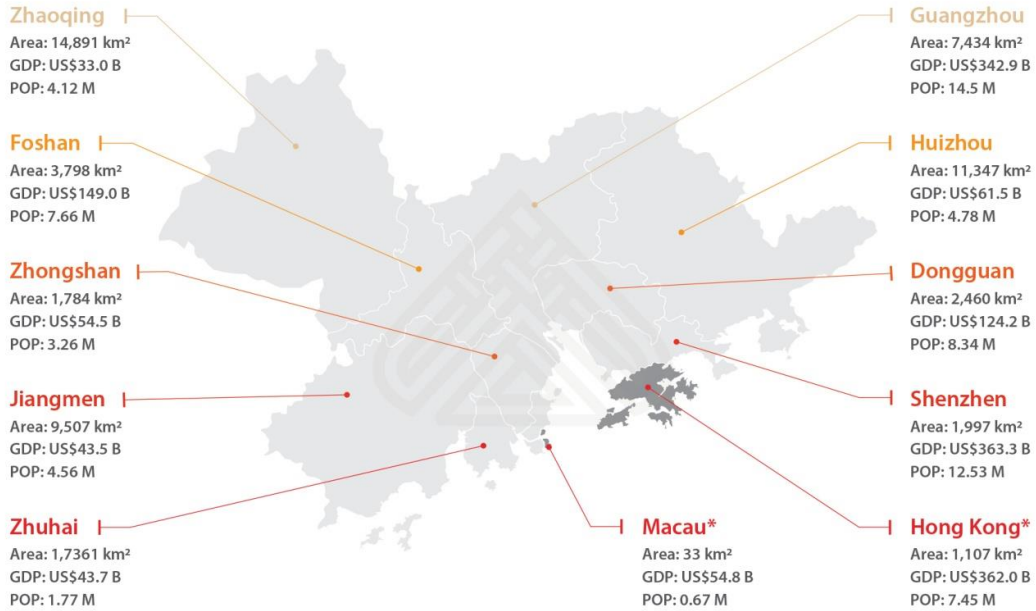 Zhaoqing
Area: 14,891 km²
GDP: US$33.0 B
POP: 4.12 M
Foshan
Area: 3,798 km²
GDP: US$149.0 B
POP: 7.66 M
Zhongshan
Area: 1,784 km²
GDP: US$54.5 B
POP: 3.26 M
Jiangmen
Area: 9,507 km²
GDP: US$43.5 B
POP: 4.56 M
Zhuhai
Area: 1,7361 km²
GDP: US$43.7 B
POP: 1.77 M
Macau*
Area: 33 km²
GDP: US$54.8 B
POP: 0.67 M
Guangzhou
Area: 7,434 km²
GDP: US$342.9 B
POP: 14.5 M
Huizhou
Area: 11,347 km²
GDP: US$61.5 B
POP: 4.78 M
Dongguan
Area: 2,460 km²
GDP: US$124.2 B
POP: 8.34 M
Shenzhen
Area: 1,997 km²
GDP: US$363.3 B
POP: 12.53 M
Hong Kong*
Area: 1,107 km²
GDP: US$362.0 B
POP: 7.45 M